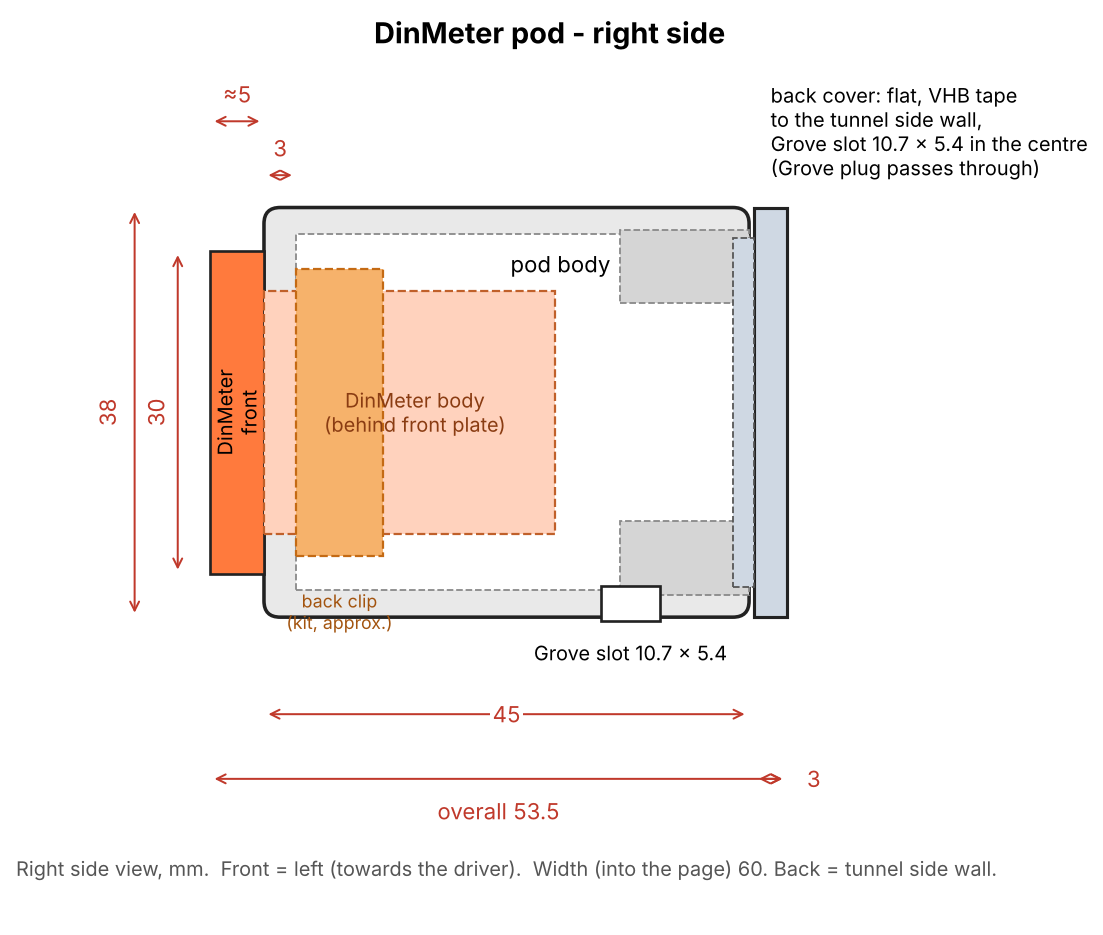 DinMeter pod - right side
≈5
back cover: flat, VHB tape
to the tunnel side wall,
Grove slot 10.7 × 5.4 in the centre
(Grove plug passes through)
3
pod body
38
30
DinMeter
front
DinMeter body
(behind front plate)
back clip
(kit, approx.)
Grove slot 10.7 × 5.4
45
3
overall 53.5
Right side view, mm. Front = left (towards the driver). Width (into the page) 60. Back = tunnel side wall.